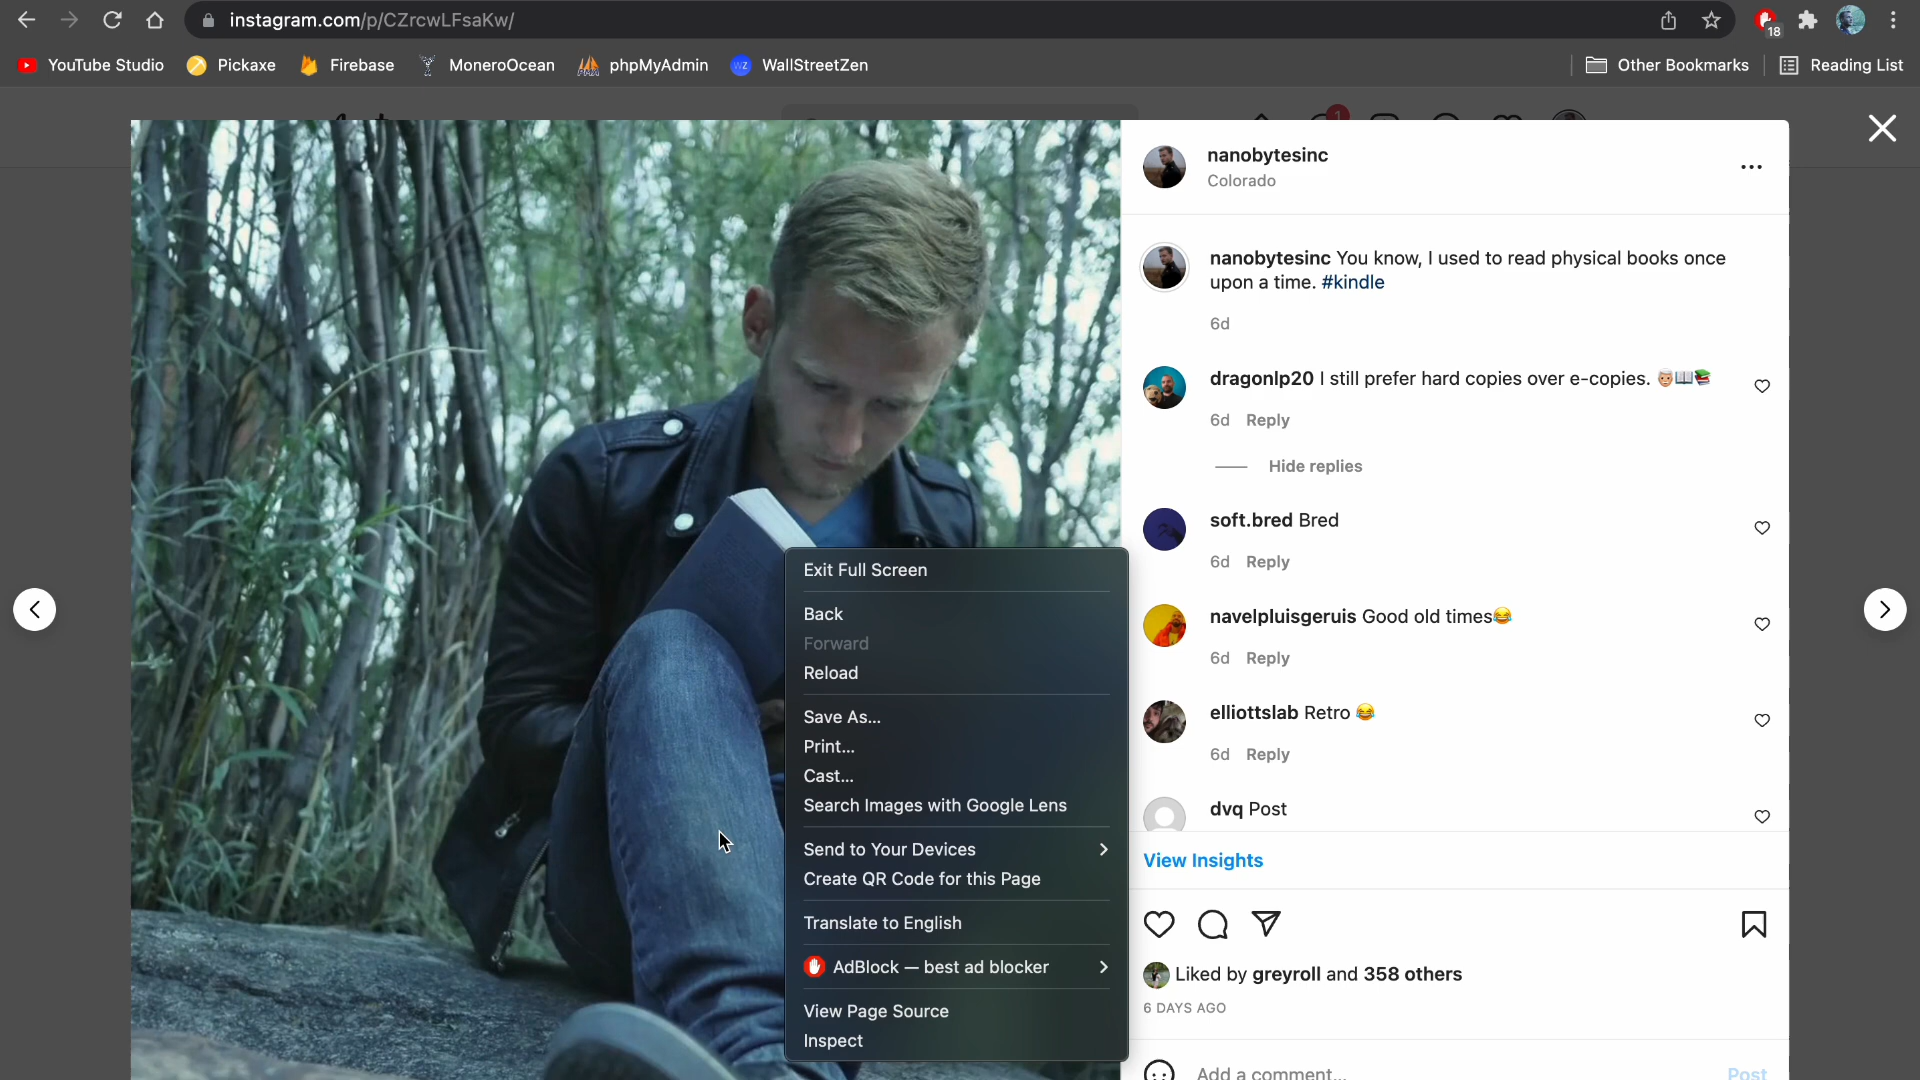 instagram.com/p/CZrcwLFsaKw/
18
YouTube Studio
Pickaxe
Firebase
MoneroOcean
phpMyAdmin
WZ
WallStreetZen
Other Bookmarks
Reading List
1
nanobytesinc
Colorado
nanobytesinc You know, I used to read physical books once
upon a time. #kindle
6d
dragonlp20 I still prefer hard copies over e-copies. 👴🏼📖📚
6d Reply
Hide replies
soft.bred Bred
6d Reply
navelpluisgeruis Good old times😂
6d Reply
elliottslab Retro 😂
6d Reply
dvq Post
View Insights
Liked by greyroll and 358 others
6 DAYS AGO
Add a comment...
Post
Exit Full Screen
Back
Forward
Reload
Save As...
Print...
Cast...
Search Images with Google Lens
Send to Your Devices
Create QR Code for this Page
Translate to English
AdBlock — best ad blocker
View Page Source
Inspect